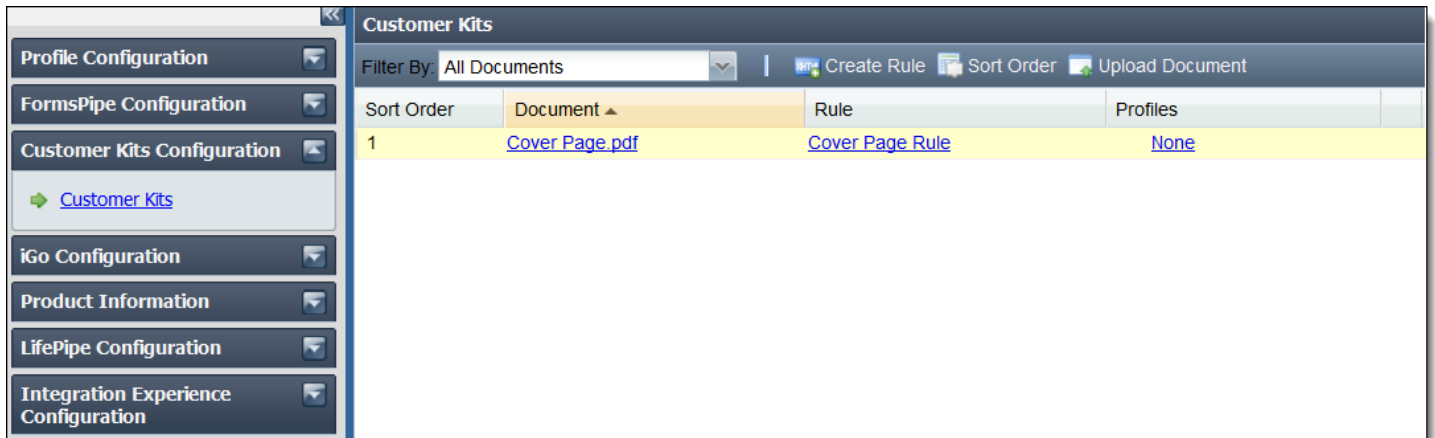 Profile Configuration
FormsPipe Configuration
Customer Kits Configuration
Customer Kits
iGo Configuration
Product Information
LifePipe Configuration
Integration Experience
Configuration
Customer Kits
Filter By: All Documents Create Rule Sort Order Upload Document
Sort Order Document Rule Profiles
1 Cover Page.pdf Cover Page Rule None